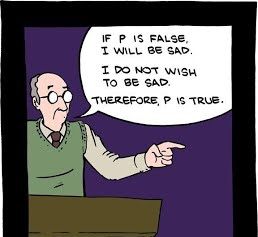 IF P IS FALSE,
I WILL BE SAD.
I DO NOT WISH
TO BE SAD.
THEREFORE, P IS TRUE.